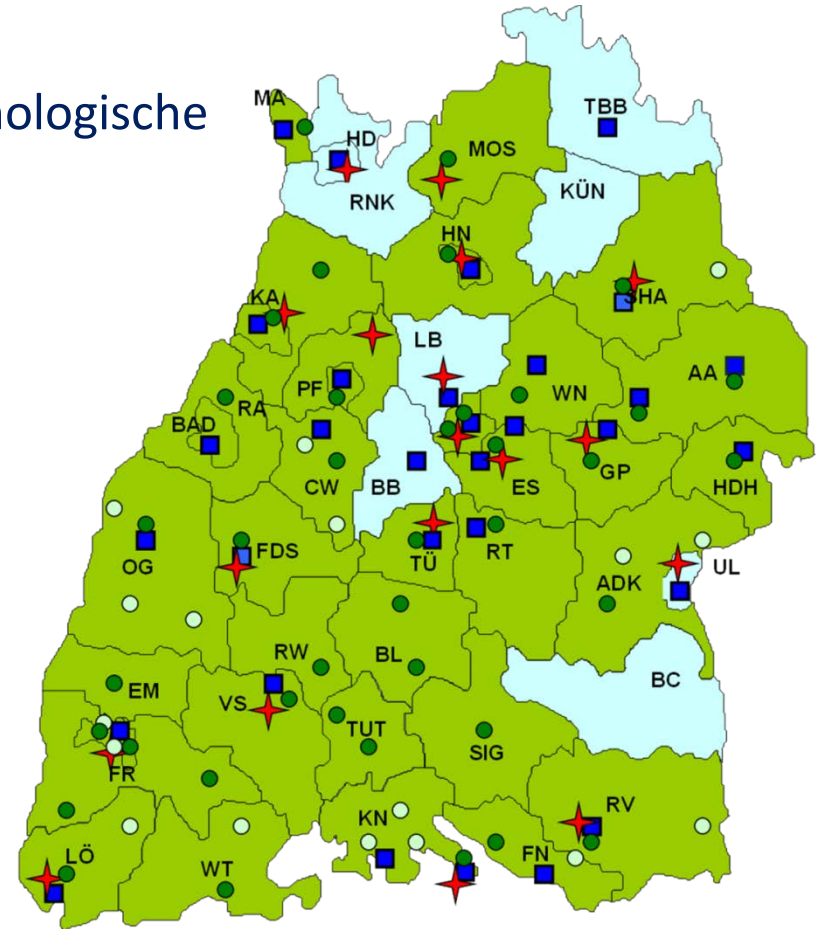 nologische
MA
HD
TBB
MOS
KÜN
RNK
HN
KA
SHA
LB
AA
PF
WN
RA
BAD
CW
BB
ES
GP
HDH
OG
FDS
TÜ
RT
ADK
UL
RW
BL
BC
EM
VS
TUT
SIG
FR
KN
RV
LÖ
WT
FN